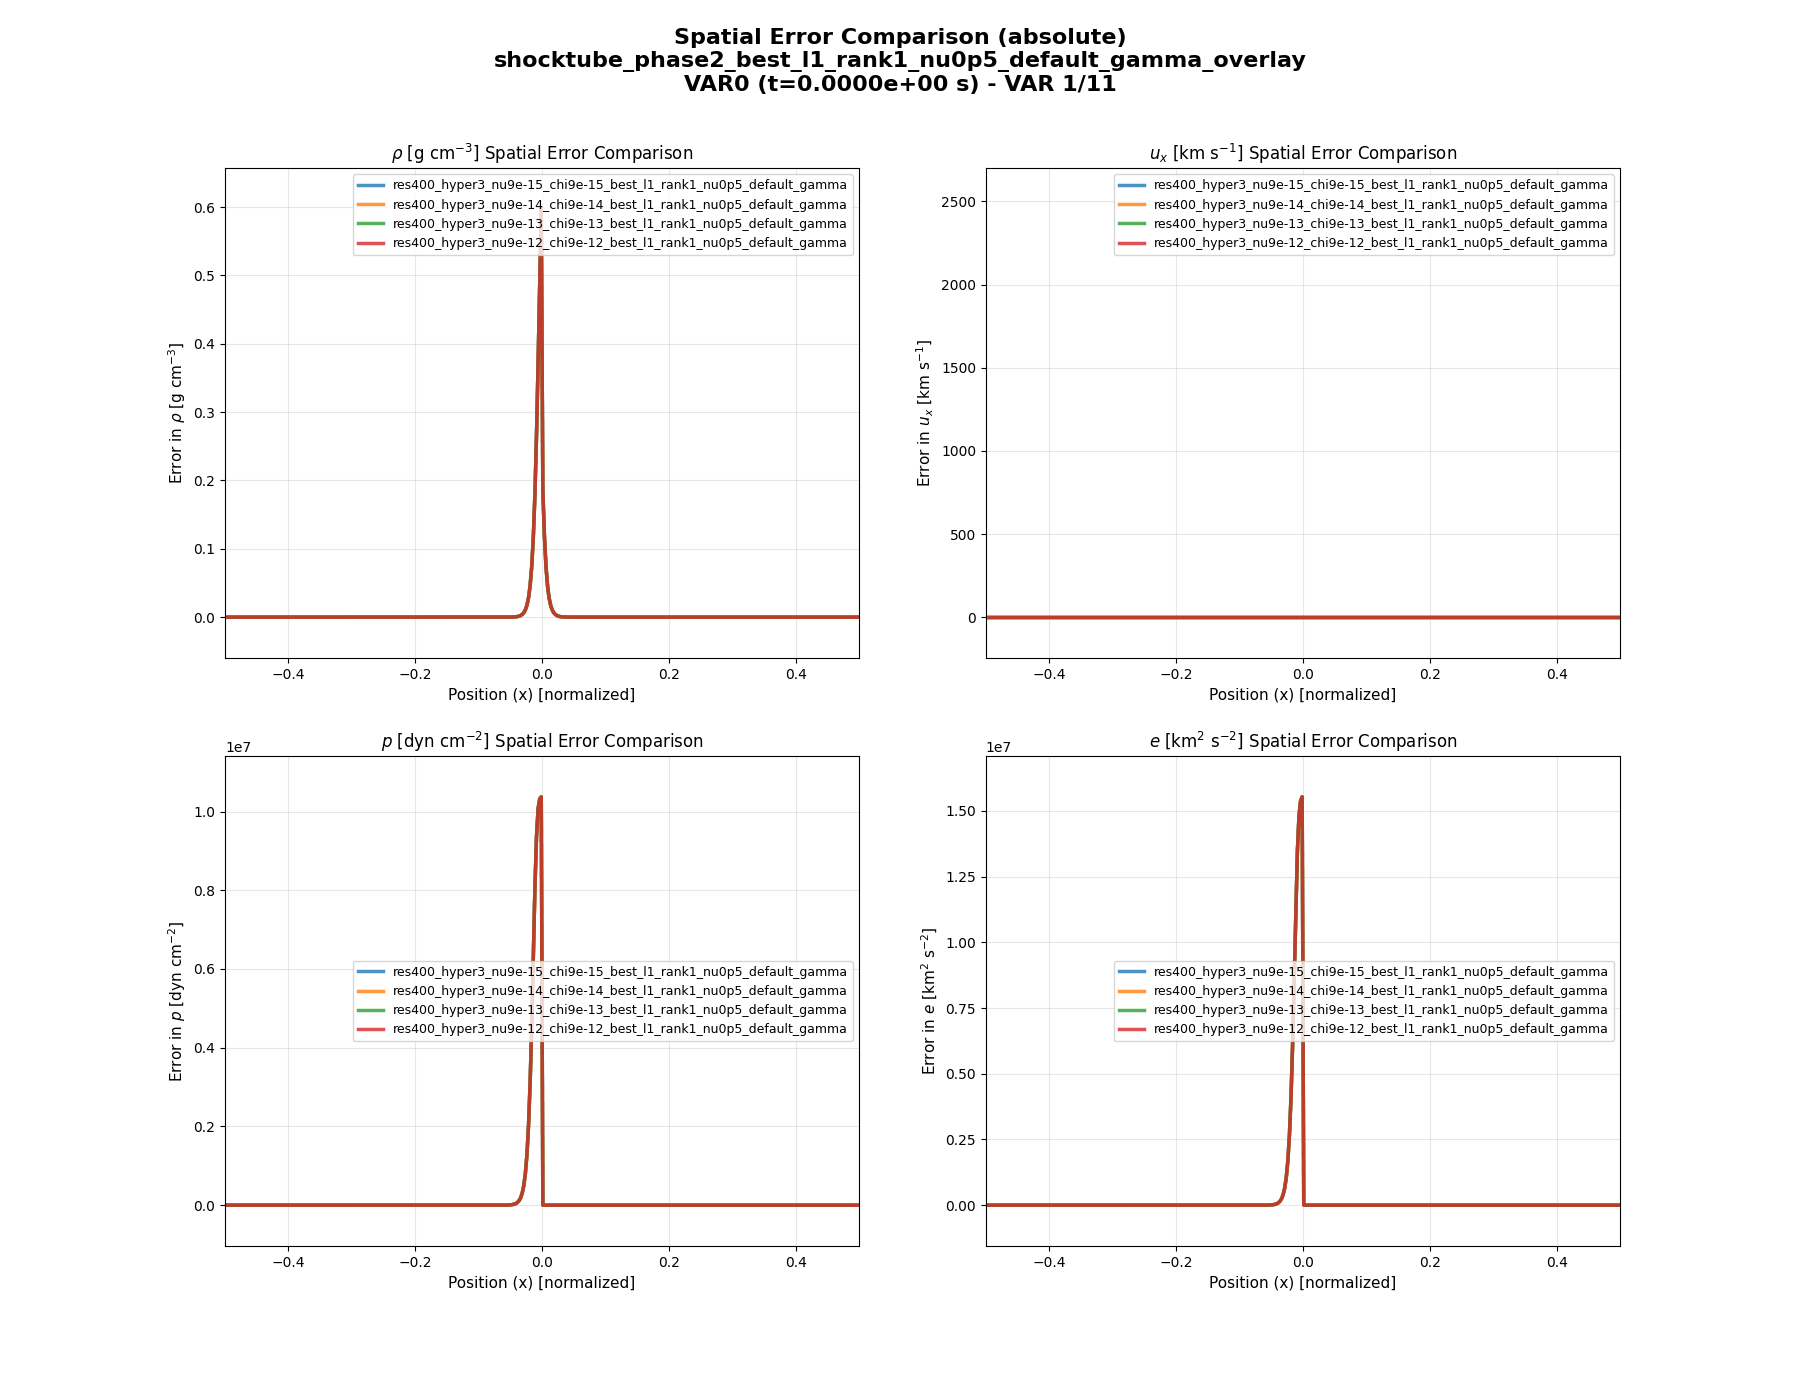 Spatial Error Comparison (absolute)
shocktube_phase2_best_l1_rank1_nu0p5_default_gamma_overlay
VAR0 (t=0.0000e+00 s) - VAR 1/11
ρ [g cm⁻³] Spatial Error Comparison
res400_hyper3_nu9e-15_chi9e-15_best_l1_rank1_nu0p5_default_gamma
res400_hyper3_nu9e-14_chi9e-14_best_l1_rank1_nu0p5_default_gamma
res400_hyper3_nu9e-13_chi9e-13_best_l1_rank1_nu0p5_default_gamma
res400_hyper3_nu9e-12_chi9e-12_best_l1_rank1_nu0p5_default_gamma
Error in ρ [g cm⁻³]
0.6
0.5
0.4
0.3
0.2
0.1
0.0
−0.4 −0.2 0.0 0.2 0.4
Position (x) [normalized]
uₓ [km s⁻¹] Spatial Error Comparison
res400_hyper3_nu9e-15_chi9e-15_best_l1_rank1_nu0p5_default_gamma
res400_hyper3_nu9e-14_chi9e-14_best_l1_rank1_nu0p5_default_gamma
res400_hyper3_nu9e-13_chi9e-13_best_l1_rank1_nu0p5_default_gamma
res400_hyper3_nu9e-12_chi9e-12_best_l1_rank1_nu0p5_default_gamma
Error in uₓ [km s⁻¹]
2500
2000
1500
1000
500
0
−0.4 −0.2 0.0 0.2 0.4
Position (x) [normalized]
p [dyn cm⁻²] Spatial Error Comparison
1e7
res400_hyper3_nu9e-15_chi9e-15_best_l1_rank1_nu0p5_default_gamma
res400_hyper3_nu9e-14_chi9e-14_best_l1_rank1_nu0p5_default_gamma
res400_hyper3_nu9e-13_chi9e-13_best_l1_rank1_nu0p5_default_gamma
res400_hyper3_nu9e-12_chi9e-12_best_l1_rank1_nu0p5_default_gamma
Error in p [dyn cm⁻²]
1.0
0.8
0.6
0.4
0.2
0.0
−0.4 −0.2 0.0 0.2 0.4
Position (x) [normalized]
e [km² s⁻²] Spatial Error Comparison
1e7
res400_hyper3_nu9e-15_chi9e-15_best_l1_rank1_nu0p5_default_gamma
res400_hyper3_nu9e-14_chi9e-14_best_l1_rank1_nu0p5_default_gamma
res400_hyper3_nu9e-13_chi9e-13_best_l1_rank1_nu0p5_default_gamma
res400_hyper3_nu9e-12_chi9e-12_best_l1_rank1_nu0p5_default_gamma
Error in e [km² s⁻²]
1.50
1.25
1.00
0.75
0.50
0.25
0.00
−0.4 −0.2 0.0 0.2 0.4
Position (x) [normalized]